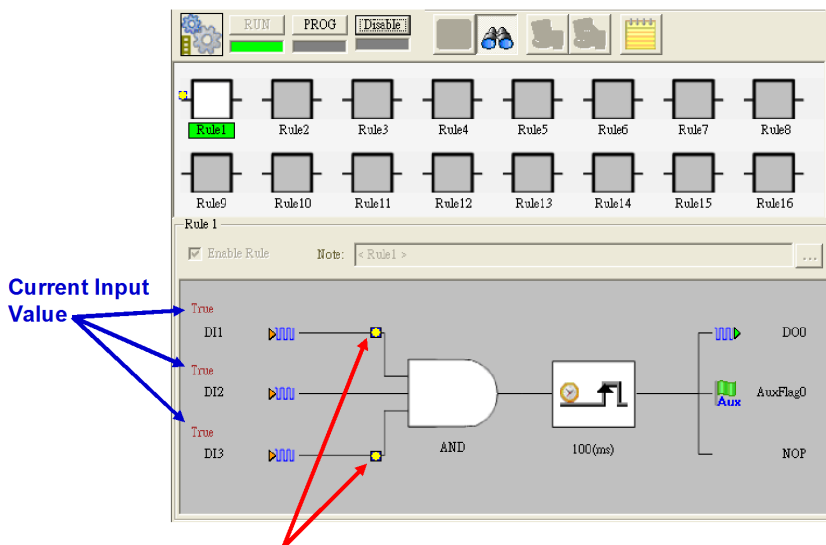 RUN PROG Disable
Rule1 Rule2 Rule3 Rule4 Rule5 Rule6 Rule7 Rule8
Rule9 Rule10 Rule11 Rule12 Rule13 Rule14 Rule15 Rule16
Rule 1
Enable Rule Note: < Rule1 > ...
Current Input
Value
True
DI1 DO0
True
DI2 Aux AuxFlag0
True
DI3 AND 100(ms) NOP